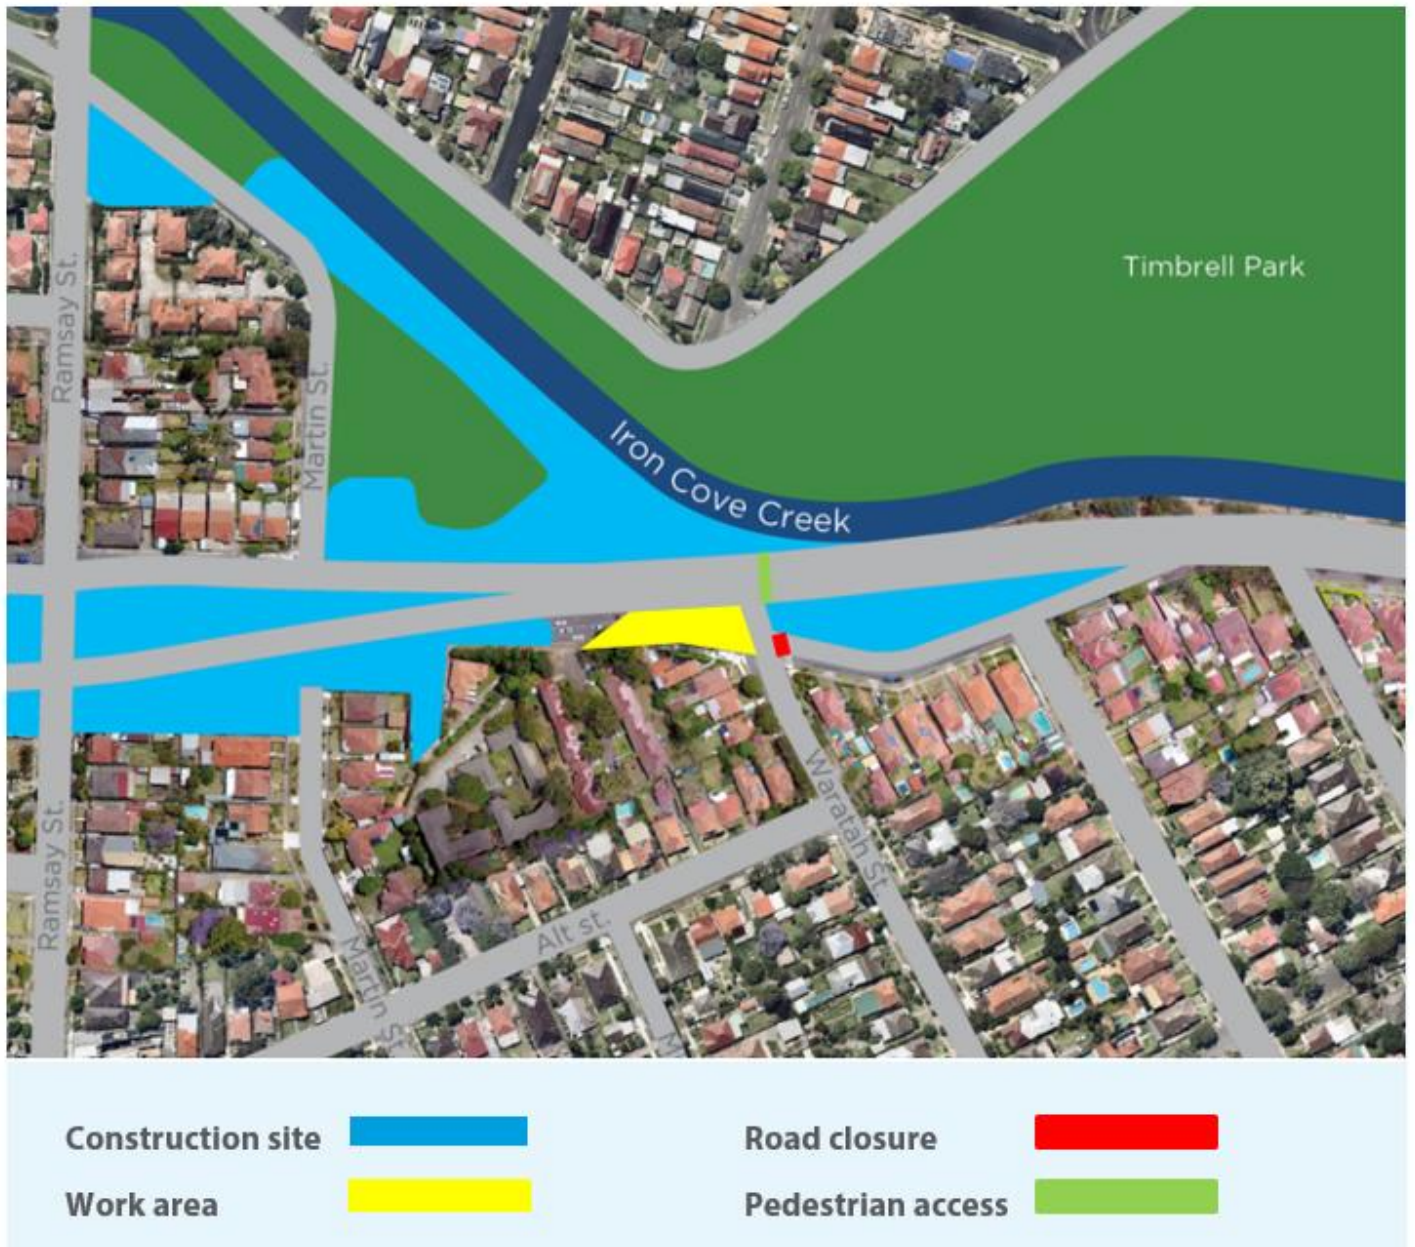 Timbrell Park
Ramsay St.
Martin St.
Iron Cove Creek
Waratah St.
Ramsay St.
Alt st.
Martin St
M
Construction site
Road closure
Work area
Pedestrian access